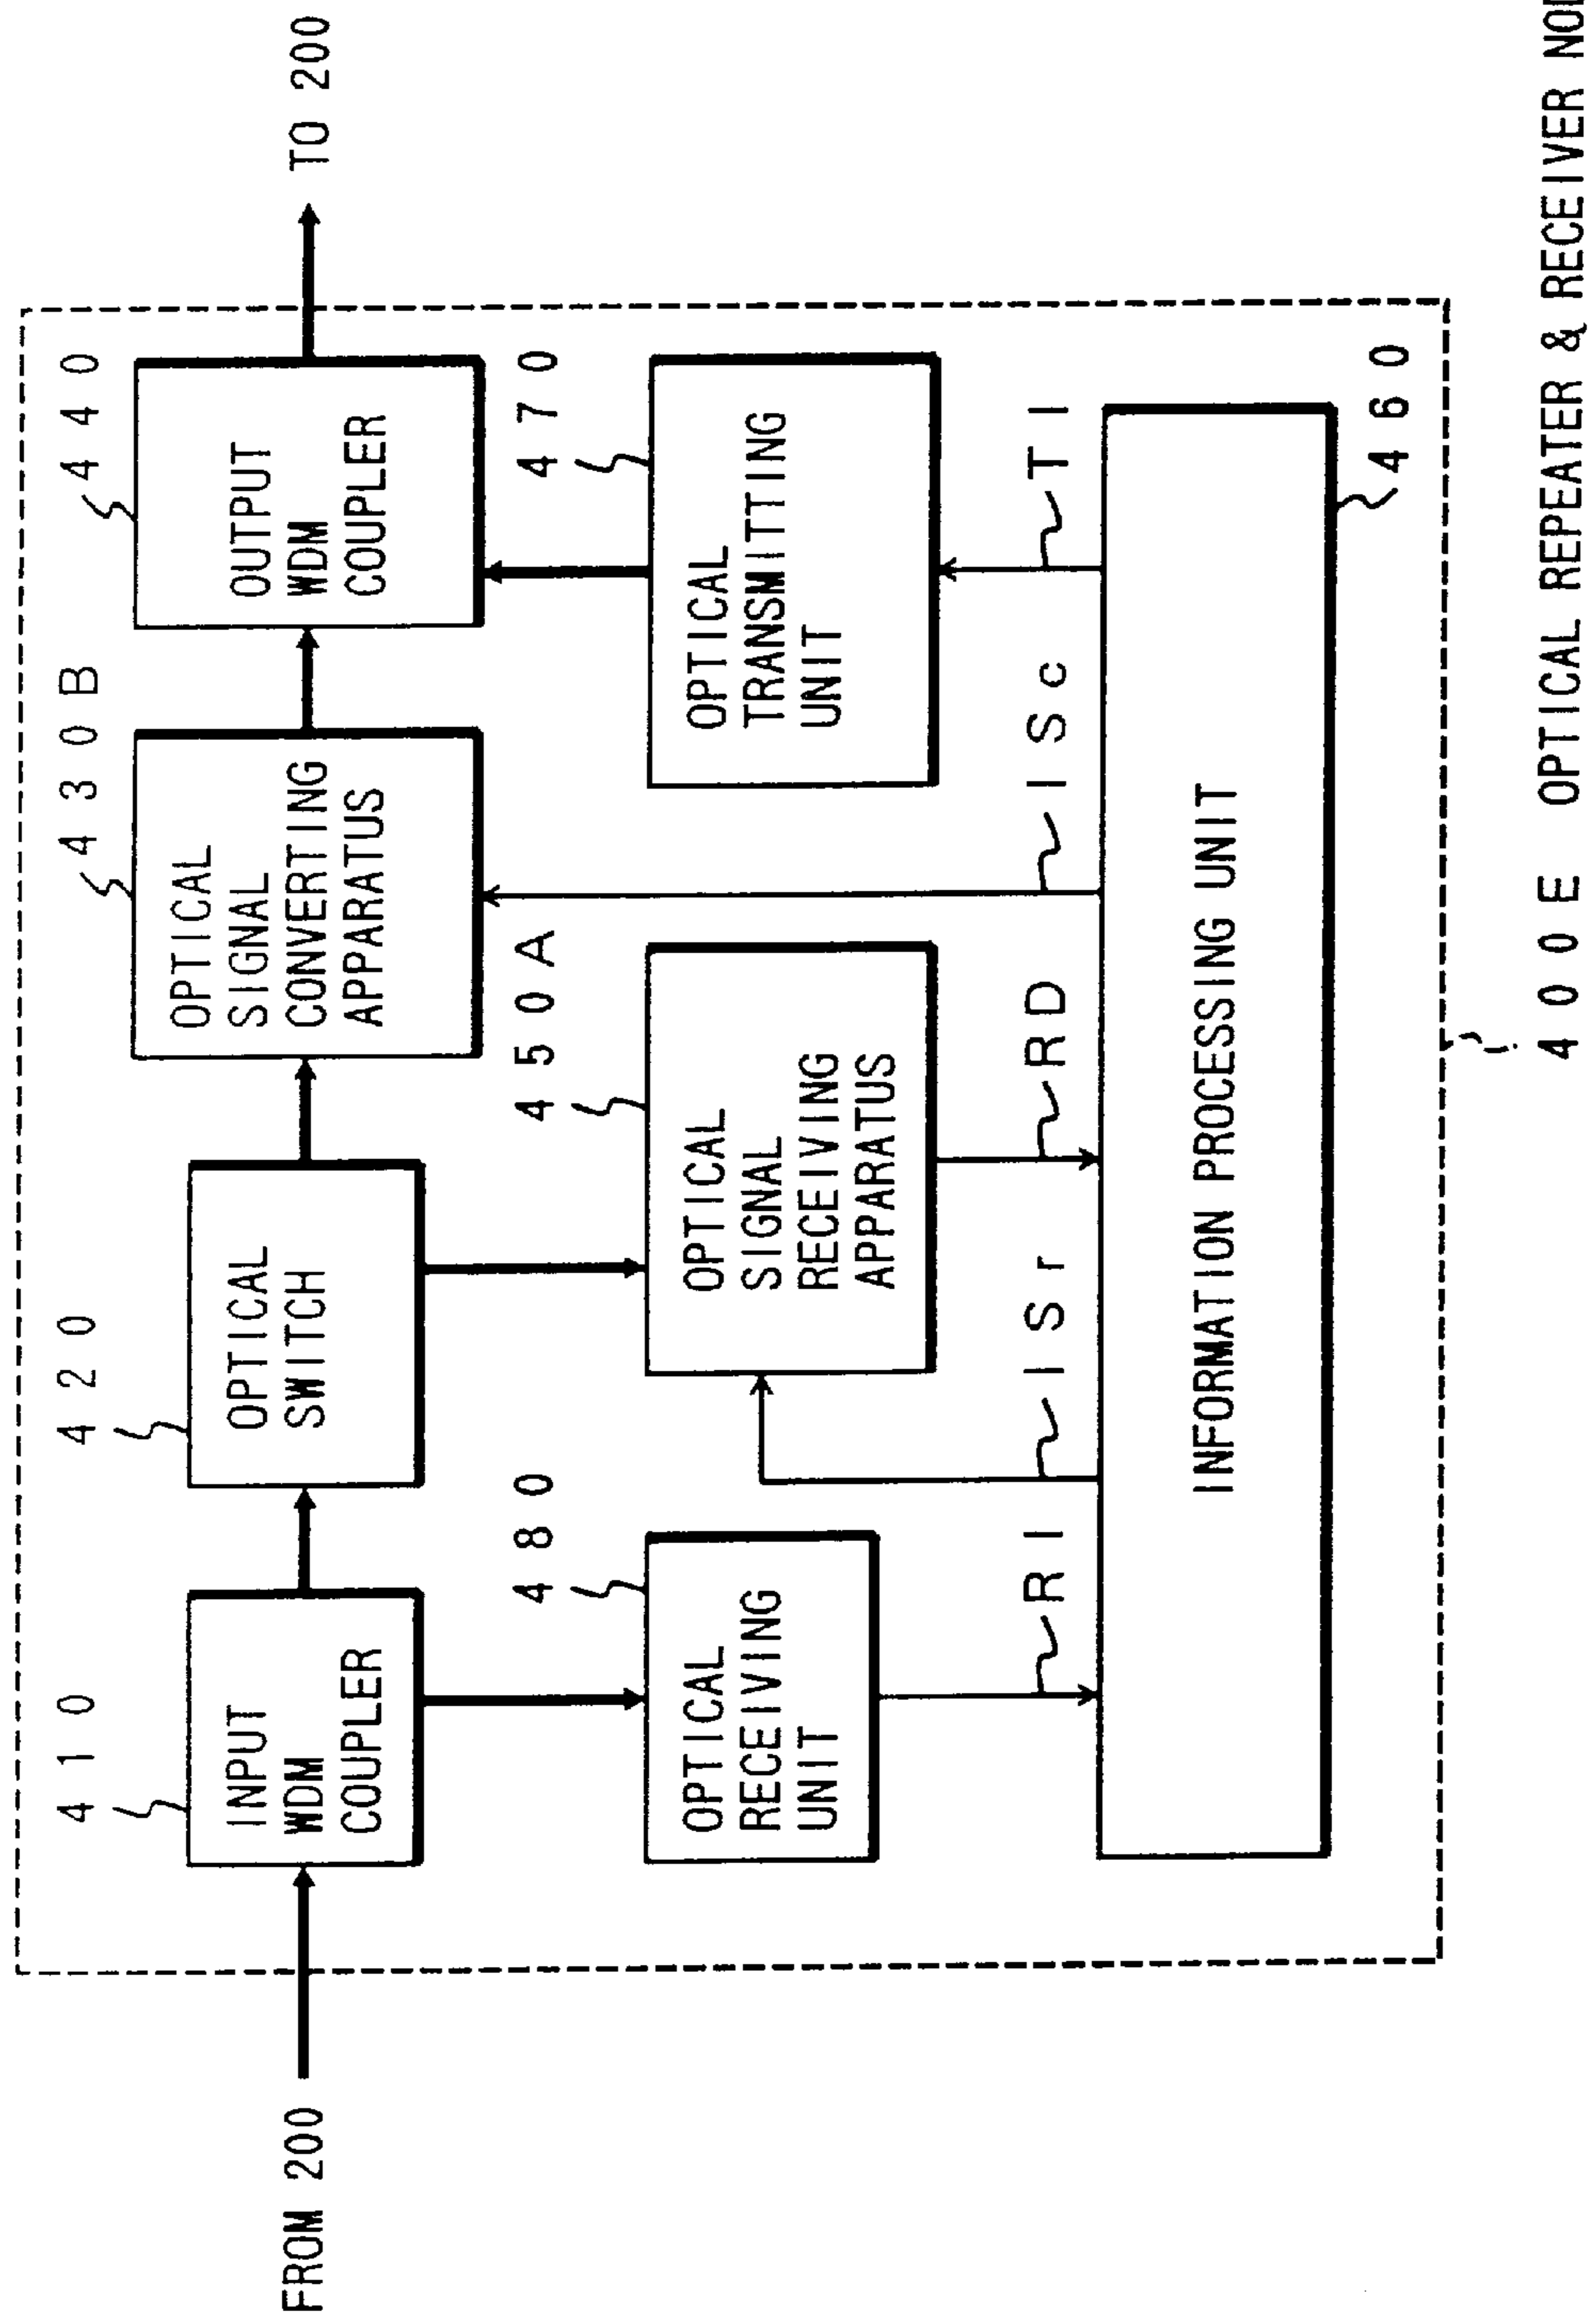 410
420
430B
440
FROM 200
INPUT
WDM
COUPLER
OPTICAL
SWITCH
OPTICAL
SIGNAL
CONVERTING
APPARATUS
OUTPUT
WDM
COUPLER
TO 200
480
450A
470
OPTICAL
RECEIVING
UNIT
OPTICAL
SIGNAL
RECEIVING
APPARATUS
OPTICAL
TRANSMITTING
UNIT
RI
ISr
RD
ISc
TI
INFORMATION PROCESSING UNIT
460
400E OPTICAL REPEATER & RECEIVER